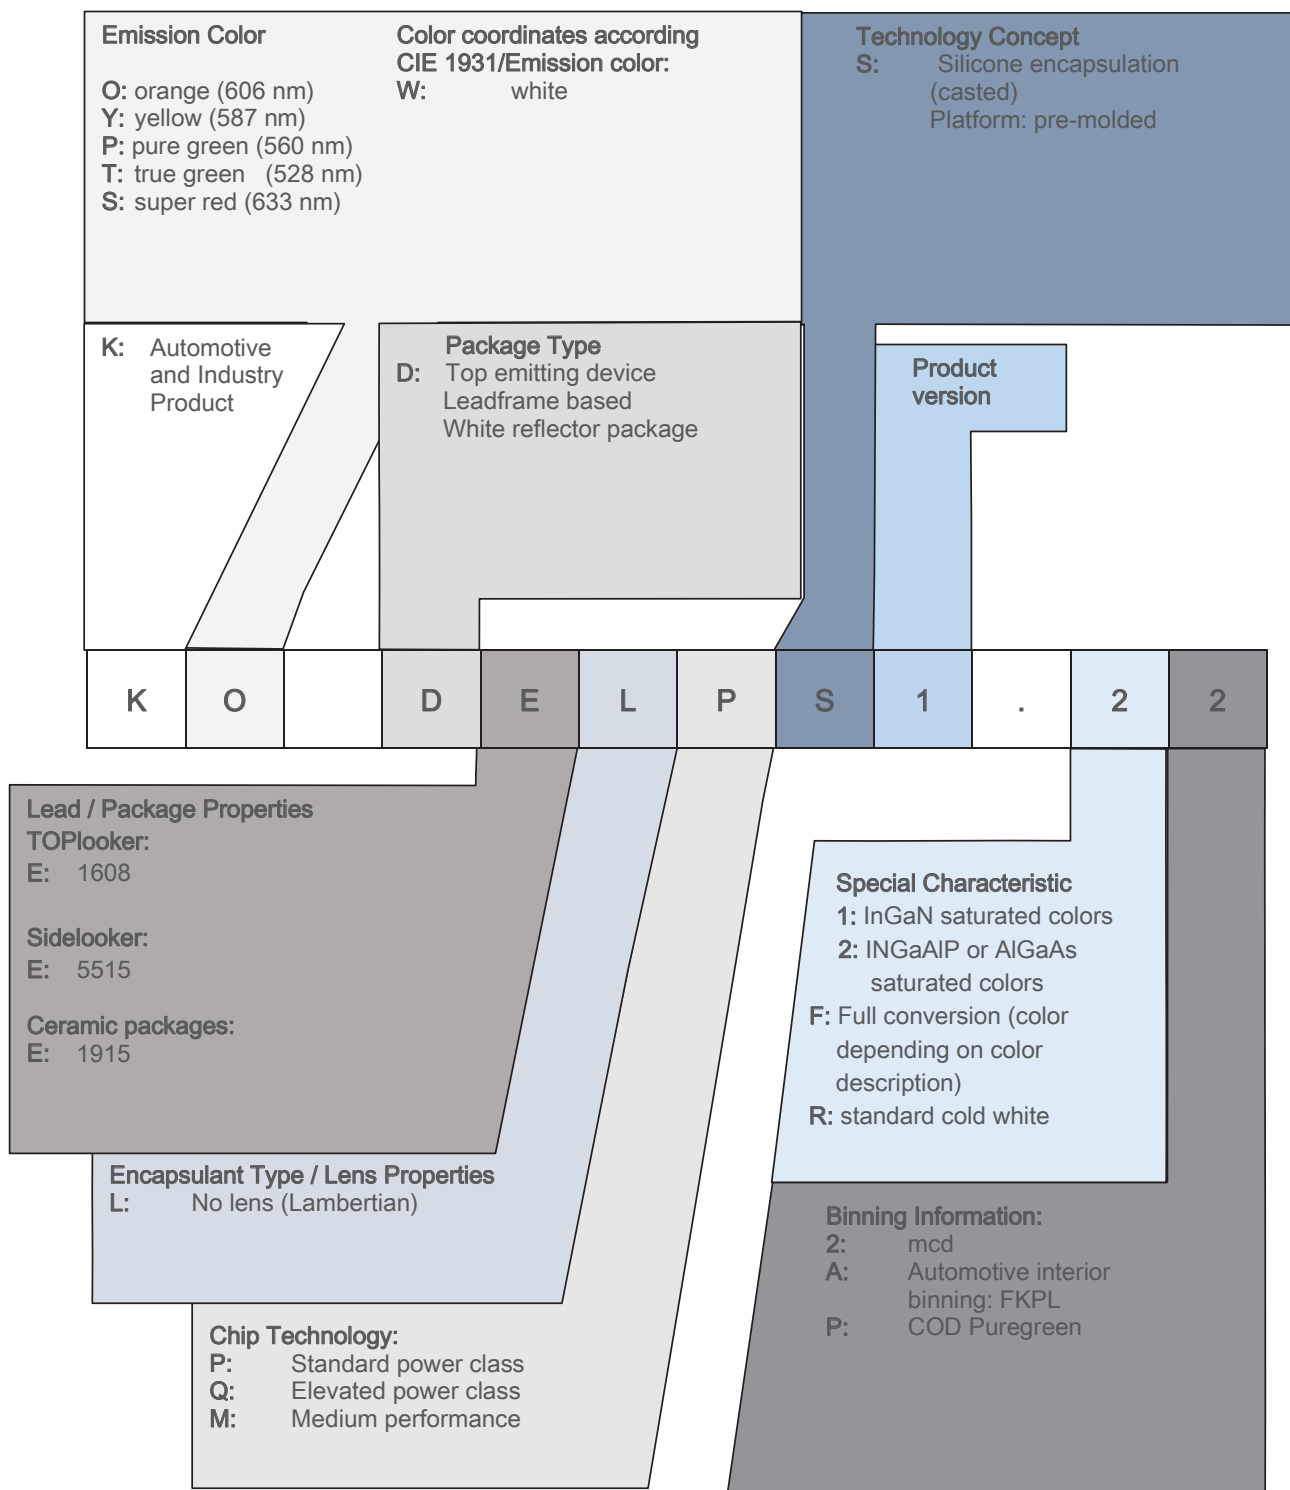 Emission Color
O: orange (606 nm)
Y: yellow (587 nm)
P: pure green (560 nm)
T: true green (528 nm)
S: super red (633 nm)
Color coordinates according
CIE 1931/Emission color:
W: white
Technology Concept
S: Silicone encapsulation
(casted)
Platform: pre-molded
K: Automotive
and Industry
Product
Package Type
D: Top emitting device
Leadframe based
White reflector package
Product
version
K O D E L P S 1 . 2 2
Lead / Package Properties
TOPlooker:
E: 1608
Sidelooker:
E: 5515
Ceramic packages:
E: 1915
Encapsulant Type / Lens Properties
L: No lens (Lambertian)
Chip Technology:
P: Standard power class
Q: Elevated power class
M: Medium performance
Special Characteristic
1: InGaN saturated colors
2: INGaAlP or AlGaAs
saturated colors
F: Full conversion (color
depending on color
description)
R: standard cold white
Binning Information:
2: mcd
A: Automotive interior
binning: FKPL
P: COD Puregreen